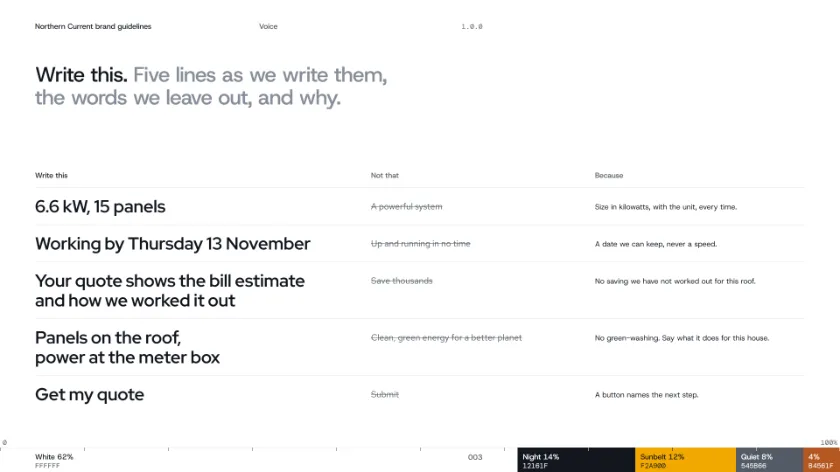 Northern Current brand guidelines
Voice
1.0.0
Write this. Five lines as we write them,
the words we leave out, and why.
Write this
Not that
Because
6.6 kW, 15 panels
A powerful system
Size in kilowatts, with the unit, every time.
Working by Thursday 13 November
Up and running in no time
A date we can keep, never a speed.
Your quote shows the bill estimate
and how we worked it out
Save thousands
No saving we have not worked out for this roof.
Panels on the roof,
power at the meter box
Clean, green energy for a better planet
No green-washing. Say what it does for this house.
Get my quote
Submit
A button names the next step.
0
100%
White 62%
FFFFFF
003
Night 14%
12161F
Sunbelt 12%
F2A900
Quiet 8%
545B66
4%
B4561F